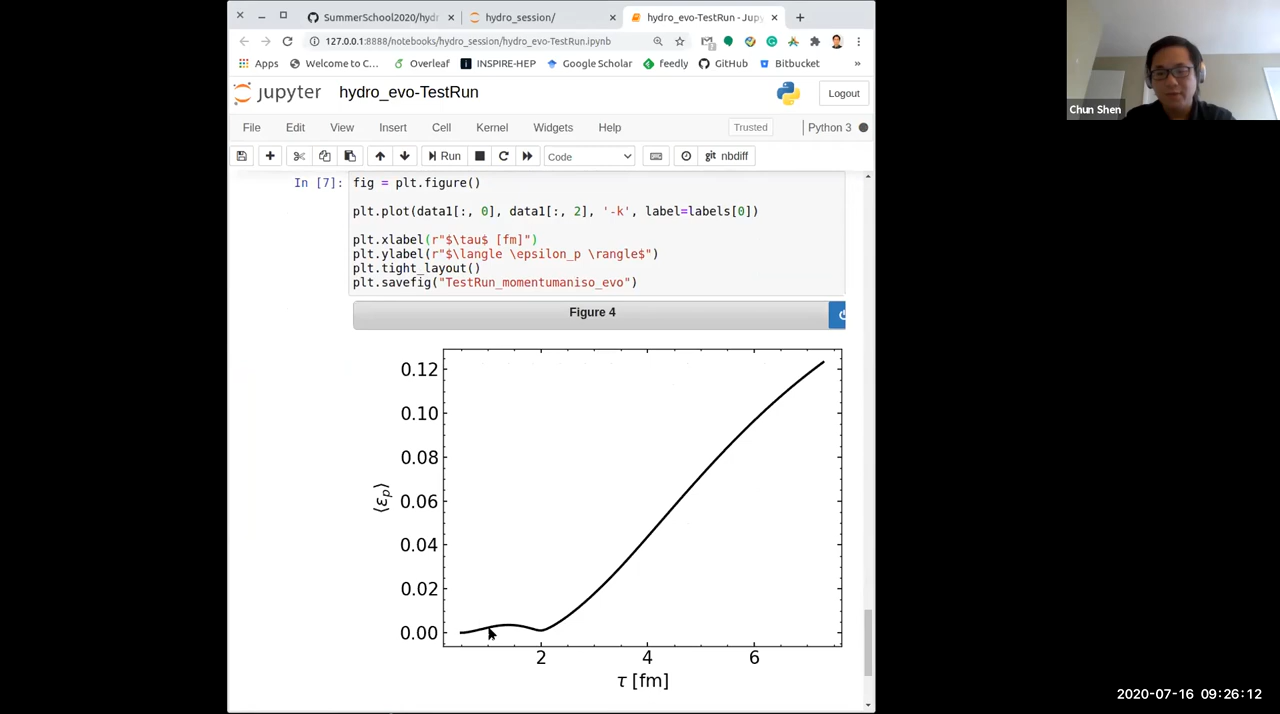 SummerSchool2020/hydr
hydro_session/
hydro_evo-TestRun - Jup
127.0.0.1:8888/notebooks/hydro_session/hydro_evo-TestRun.ipynb
Apps
Welcome to C...
Overleaf
INSPIRE-HEP
Google Scholar
feedly
GitHub
Bitbucket
»
jupyter
hydro_evo-TestRun
Logout
File
Edit
View
Insert
Cell
Kernel
Widgets
Help
Trusted
Python 3
Run
Code
git nbdiff
In [7]:
fig = plt.figure()
plt.plot(data1[:, 0], data1[:, 2], '-k', label=labels[0])
plt.xlabel(r"$\tau$ [fm]")
plt.ylabel(r"$\langle \epsilon_p \rangle$")
plt.tight_layout()
plt.savefig("TestRun_momentumaniso_evo")
Figure 4
0.12
0.10
0.08
0.06
0.04
0.02
0.00
⟨εp⟩
2 4 6
τ [fm]
Chun Shen
2020-07-16 09:26:12